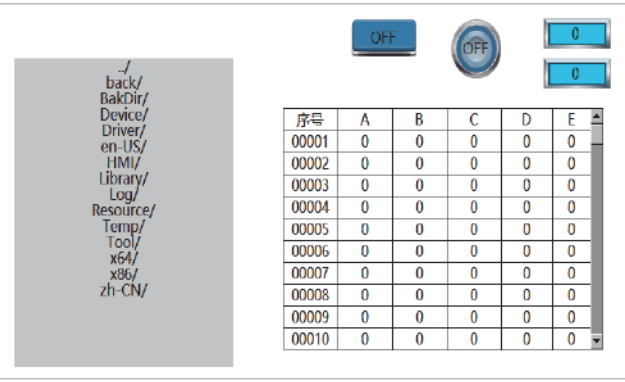 OFF
OFF
0
0
../
back/
BakDir/
Device/
Driver/
en-US/
HMI/
Library/
Log/
Resource/
Temp/
Tool/
x64/
x86/
zh-CN/
序号 A B C D E
00001 0 0 0 0 0
00002 0 0 0 0 0
00003 0 0 0 0 0
00004 0 0 0 0 0
00005 0 0 0 0 0
00006 0 0 0 0 0
00007 0 0 0 0 0
00008 0 0 0 0 0
00009 0 0 0 0 0
00010 0 0 0 0 0